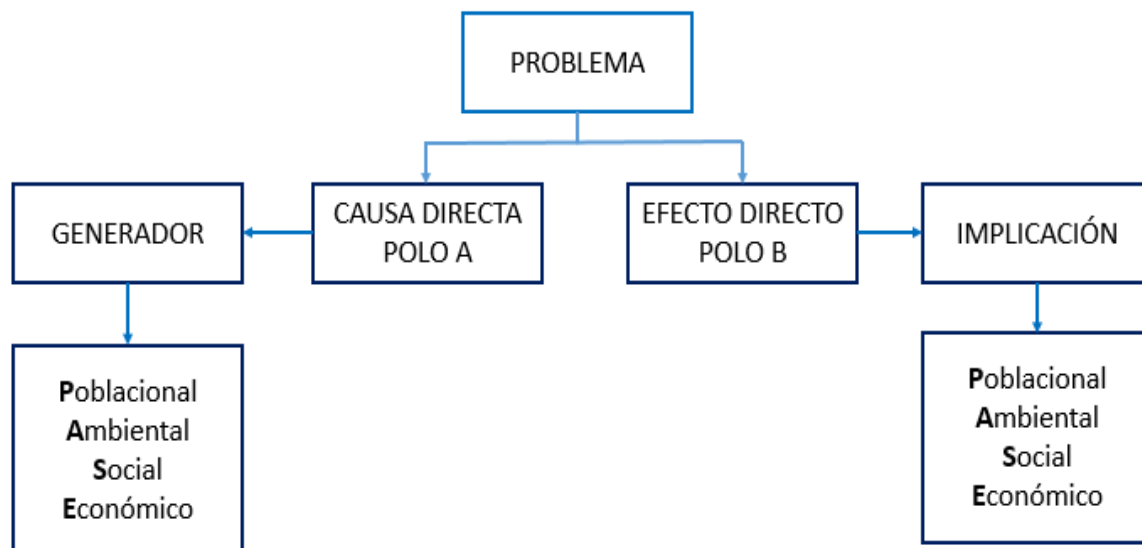 PROBLEMA
GENERADOR
CAUSA DIRECTA
POLO A
EFECTO DIRECTO
POLO B
IMPLICACIÓN
Poblacional
Ambiental
Social
Económico
Poblacional
Ambiental
Social
Económico